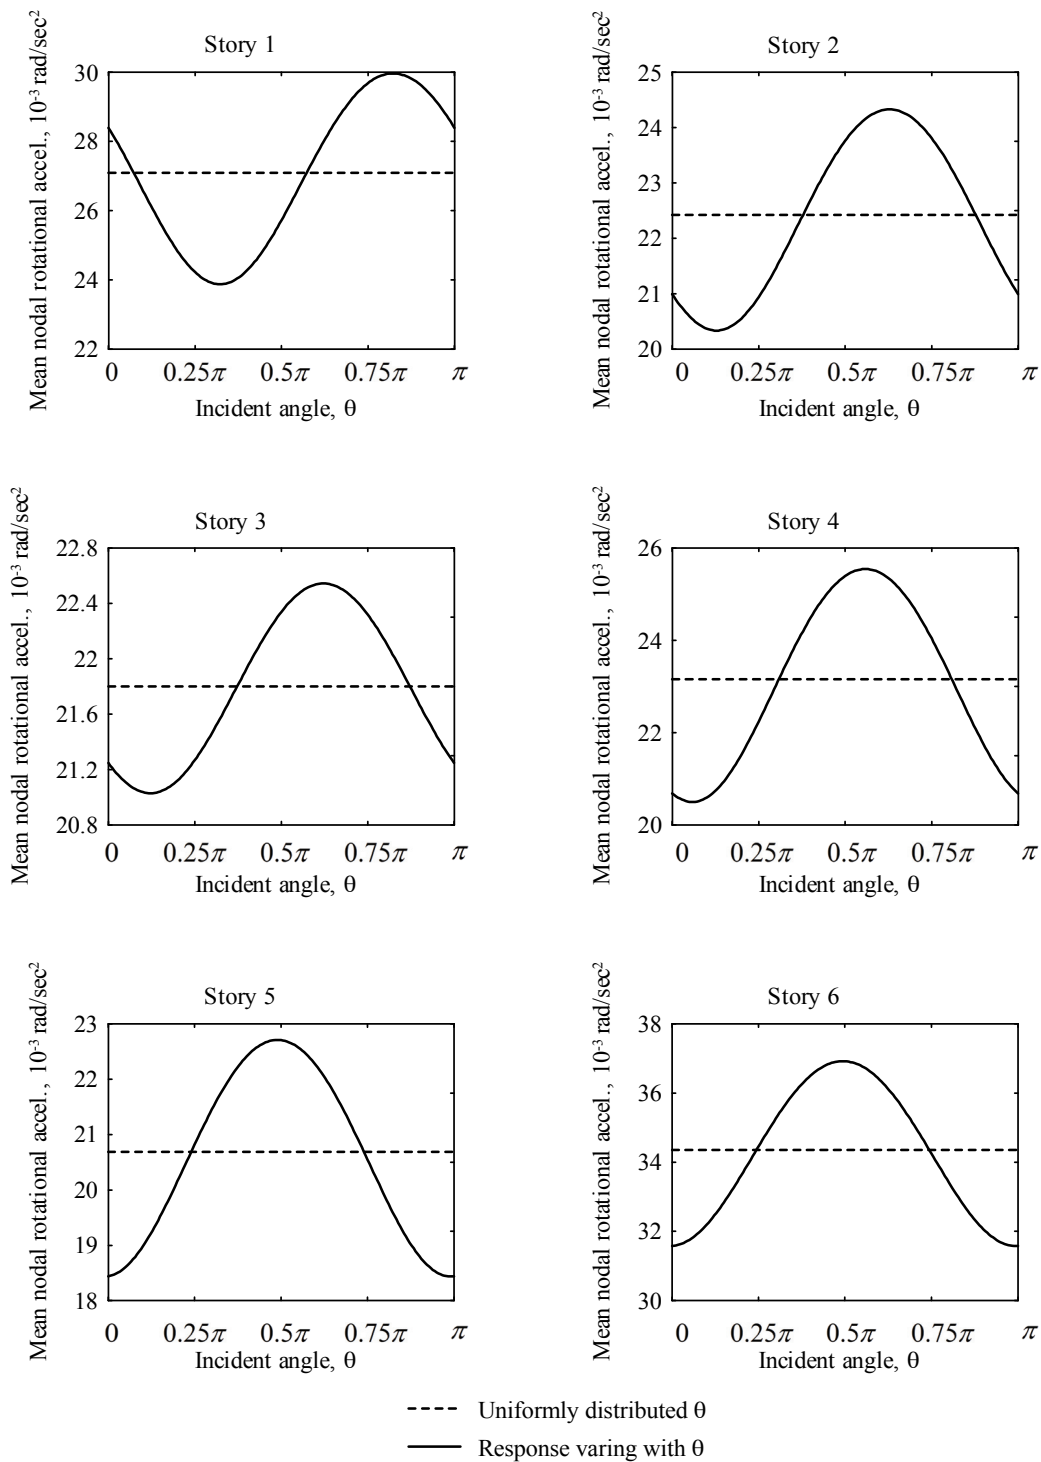 Story 1
Mean nodal rotational accel., 10⁻³ rad/sec²
30
28
26
24
22
0 0.25π 0.5π 0.75π π
Incident angle, θ
Story 2
Mean nodal rotational accel., 10⁻³ rad/sec²
25
24
23
22
21
20
0 0.25π 0.5π 0.75π π
Incident angle, θ
Story 3
Mean nodal rotational accel., 10⁻³ rad/sec²
22.8
22.4
22
21.6
21.2
20.8
0 0.25π 0.5π 0.75π π
Incident angle, θ
Story 4
Mean nodal rotational accel., 10⁻³ rad/sec²
26
24
22
20
0 0.25π 0.5π 0.75π π
Incident angle, θ
Story 5
Mean nodal rotational accel., 10⁻³ rad/sec²
23
22
21
20
19
18
0 0.25π 0.5π 0.75π π
Incident angle, θ
Story 6
Mean nodal rotational accel., 10⁻³ rad/sec²
38
36
34
32
30
0 0.25π 0.5π 0.75π π
Incident angle, θ
Uniformly distributed θ
Response varing with θ